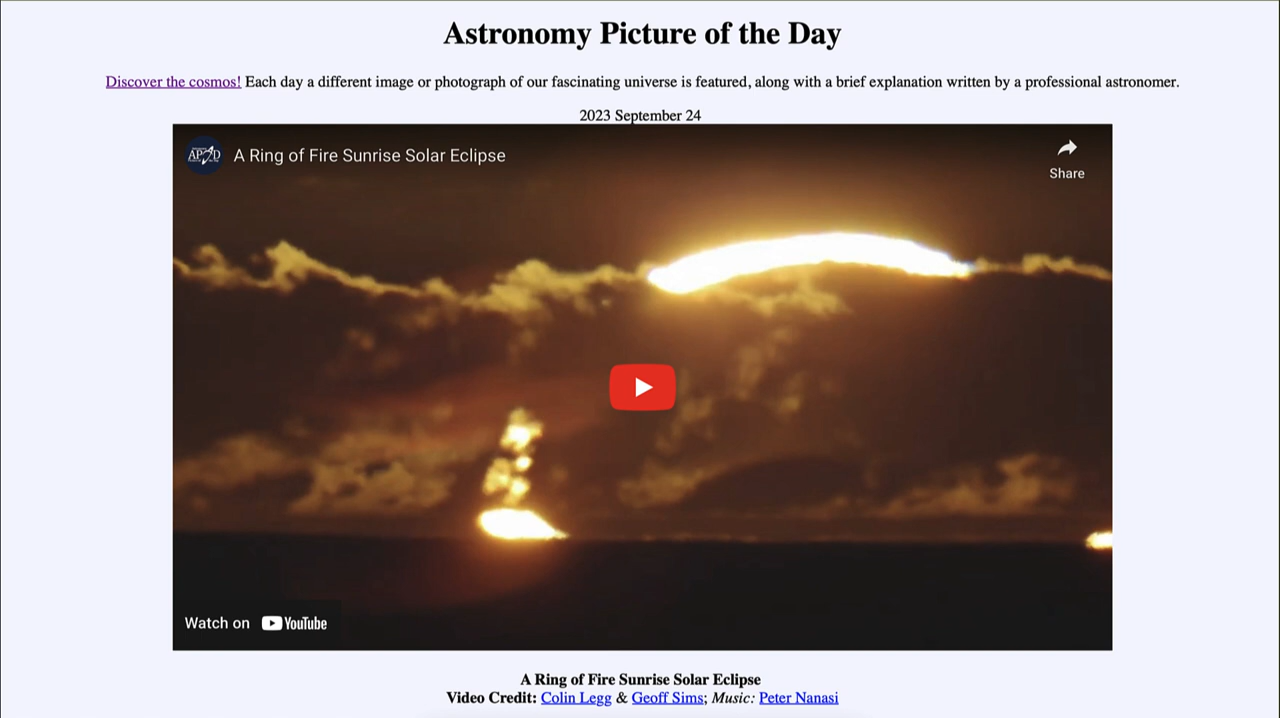 Astronomy Picture of the Day
Discover the cosmos! Each day a different image or photograph of our fascinating universe is featured, along with a brief explanation written by a professional astronomer.
2023 September 24
APOD A Ring of Fire Sunrise Solar Eclipse
Share
Watch on YouTube
A Ring of Fire Sunrise Solar Eclipse
Video Credit: Colin Legg & Geoff Sims; Music: Peter Nanasi